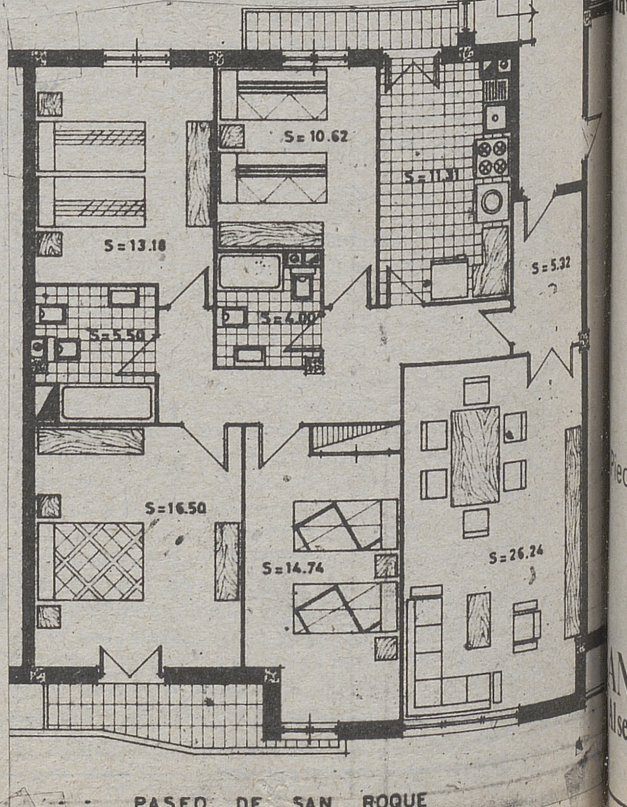 S=10.62
S=11.31
S=13.18
S=5.32
S=5.50
S=4.00
S=16.50
S=26.24
S=14.74
PASEO DE SAN ROQUE